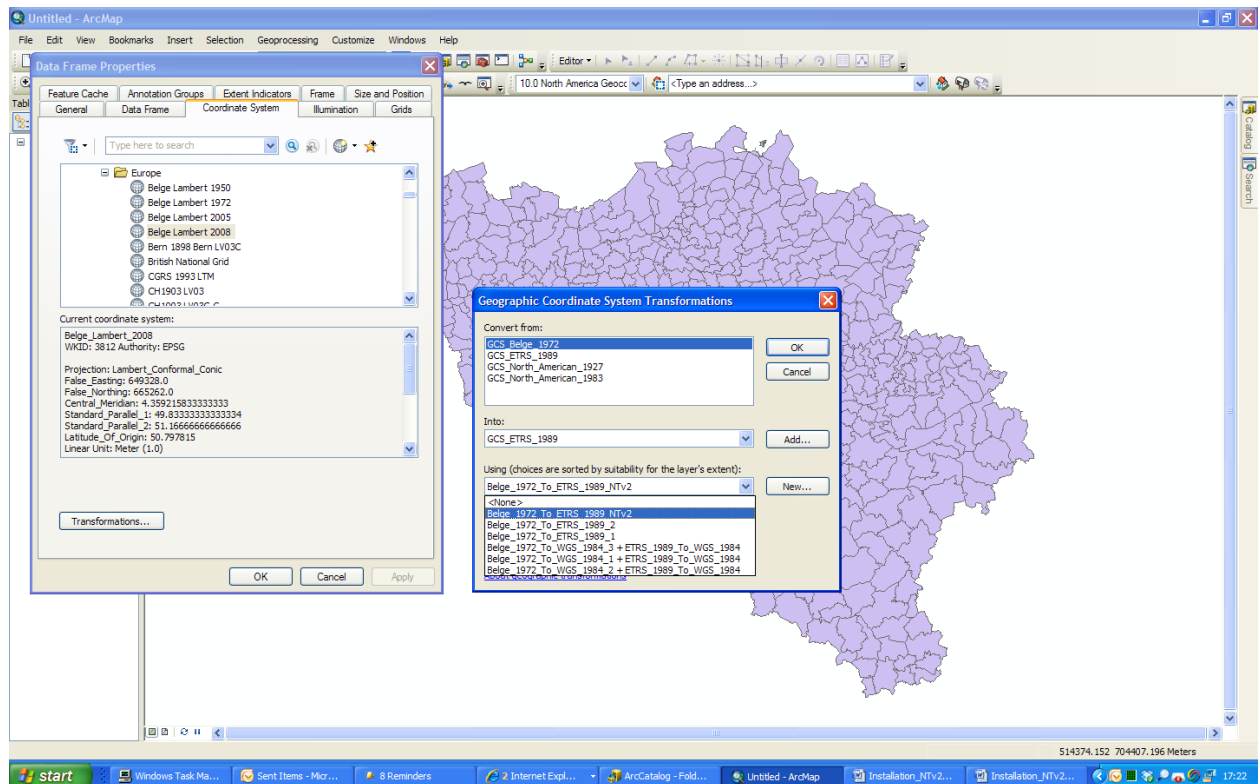 Untitled - ArcMap
File Edit View Bookmarks Insert Selection Geoprocessing Customize Windows Help
Editor
10.0 North America Geocc
<Type an address...>
Data Frame Properties
Feature Cache Annotation Groups Extent Indicators Frame Size and Position
General Data Frame Coordinate System Illumination Grids
Type here to search
Europe
Belge Lambert 1950
Belge Lambert 1972
Belge Lambert 2005
Belge Lambert 2008
Bern 1898 Bern LV03C
British National Grid
CGRS 1993 LTM
CH1903 LV03
CH1903 LV03C-G
Current coordinate system:
Belge_Lambert_2008
WKID: 3812 Authority: EPSG
Projection: Lambert_Conformal_Conic
False_Easting: 649328.0
False_Northing: 665262.0
Central_Meridian: 4.359215833333333
Standard_Parallel_1: 49.83333333333334
Standard_Parallel_2: 51.16666666666666
Latitude_Of_Origin: 50.797815
Linear Unit: Meter (1.0)
Transformations...
OK Cancel Apply
Geographic Coordinate System Transformations
Convert from:
GCS_Belge_1972
GCS_ETRS_1989
GCS_North_American_1927
GCS_North_American_1983
OK
Cancel
Into:
GCS_ETRS_1989
Add...
Using (choices are sorted by suitability for the layer's extent):
Belge_1972_To_ETRS_1989_NTv2
New...
<None>
Belge_1972_To_ETRS_1989_NTv2
Belge_1972_To_ETRS_1989_2
Belge_1972_To_ETRS_1989_1
Belge_1972_To_WGS_1984_3 + ETRS_1989_To_WGS_1984
Belge_1972_To_WGS_1984_1 + ETRS_1989_To_WGS_1984
Belge_1972_To_WGS_1984_2 + ETRS_1989_To_WGS_1984
Catalog
Search
514374.152 704407.196 Meters
start
Windows Task Ma...
Sent Items - Micr...
8 Reminders
2 Internet Expl...
ArcCatalog - Fold...
Untitled - ArcMap
Installation_NTv2...
Installation_NTv2...
17:22